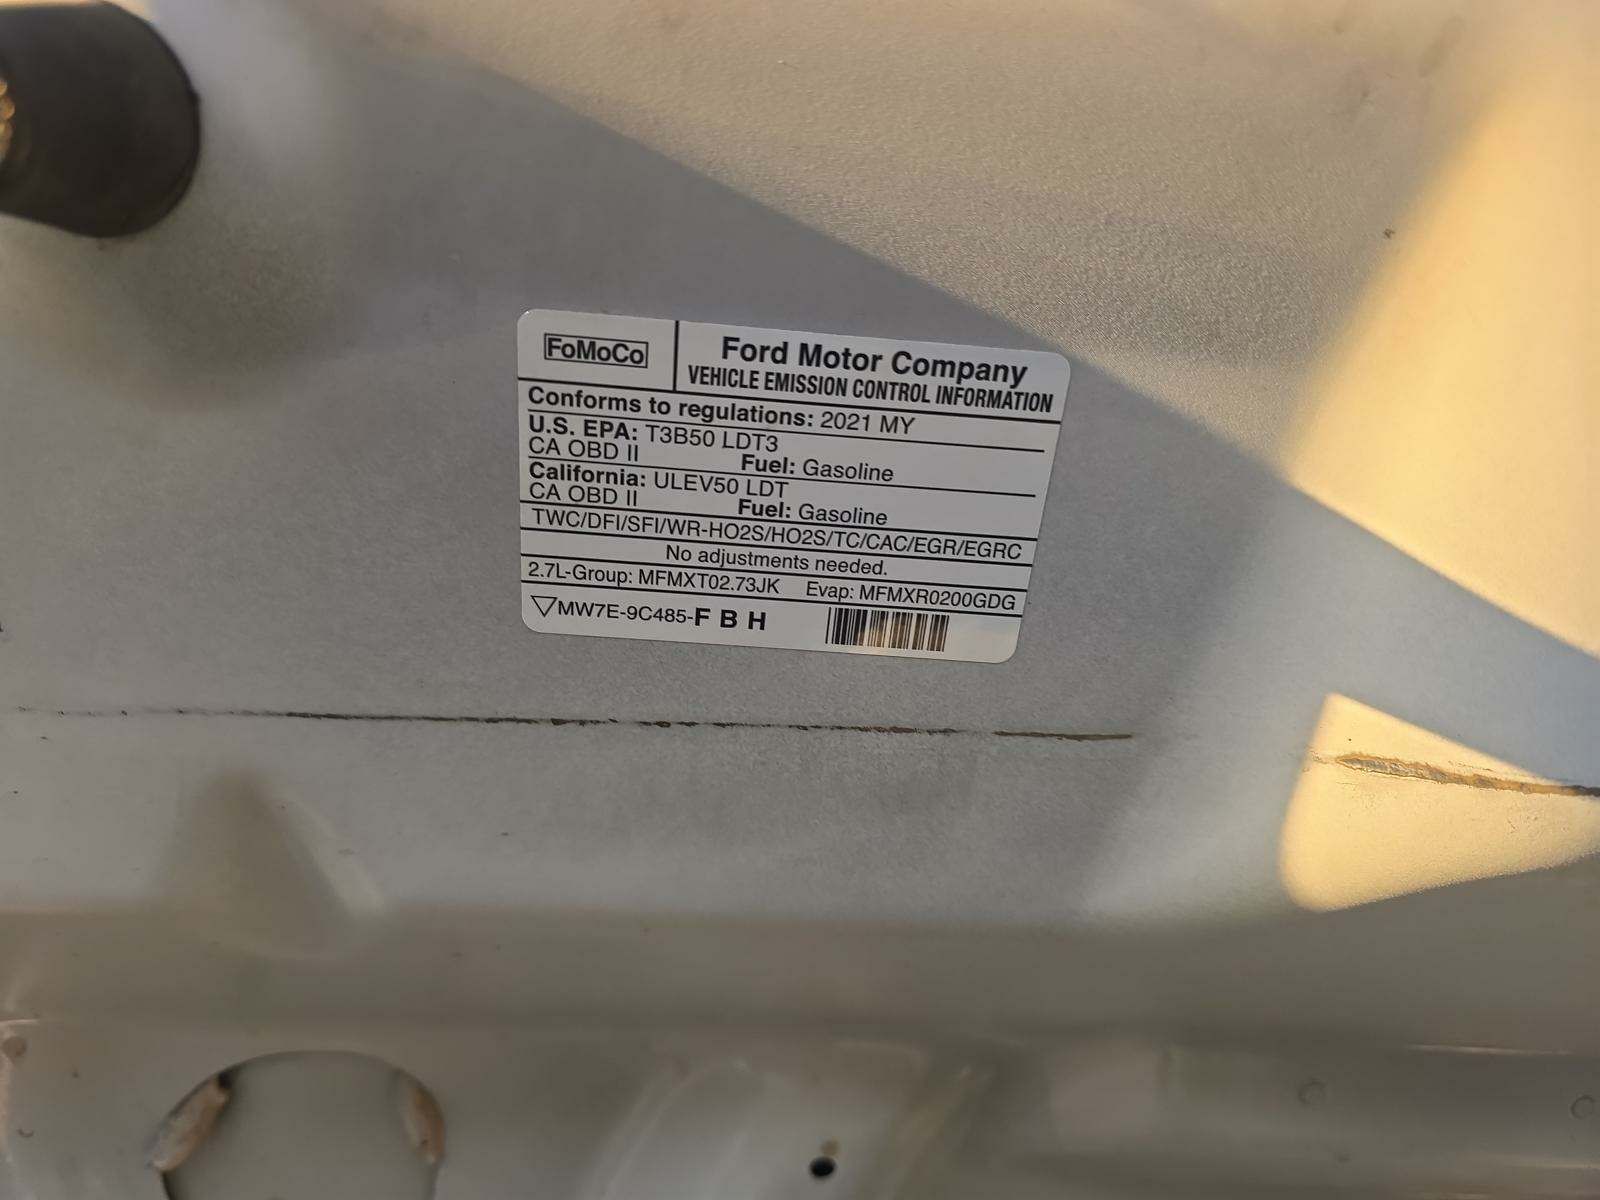 FoMoCo
Ford Motor Company
VEHICLE EMISSION CONTROL INFORMATION
Conforms to regulations: 2021 MY
U.S. EPA: T3B50 LDT3
CA OBD II Fuel: Gasoline
California: ULEV50 LDT
CA OBD II Fuel: Gasoline
TWC/DFI/SFI/WR-HO2S/HO2S/TC/CAC/EGR/EGRC
No adjustments needed.
2.7L-Group: MFMXT02.73JK Evap: MFMXR0200GDG
MW7E-9C485-F B H